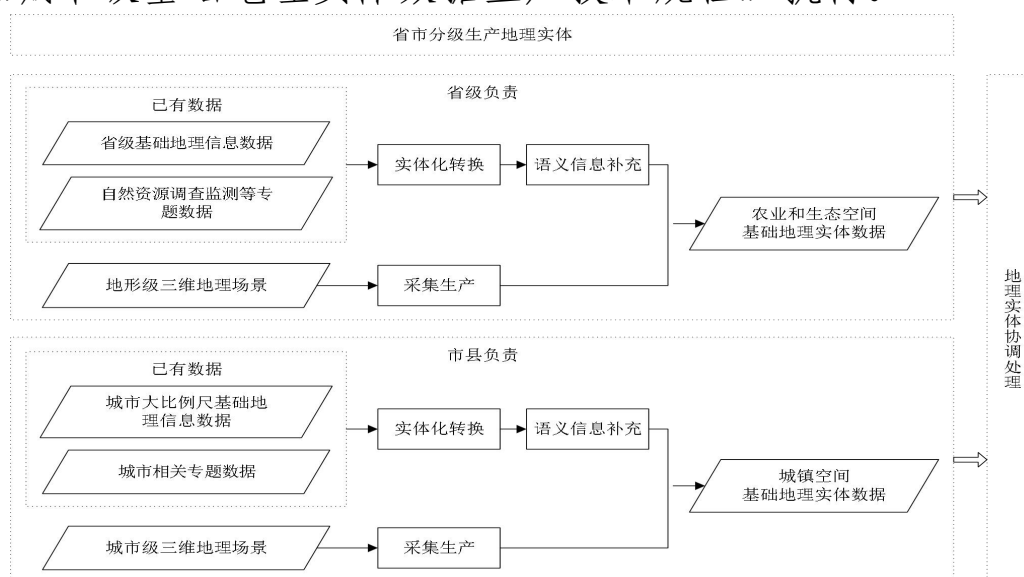 省市分级生产地理实体
省级负责
已有数据
省级基础地理信息数据
自然资源调查监测等专
题数据
实体化转换
语义信息补充
农业和生态空间
基础地理实体数据
地形级三维地理场景
采集生产
市县负责
已有数据
城市大比例尺基础地
理信息数据
城市相关专题数据
实体化转换
语义信息补充
城镇空间
基础地理实体数据
城市级三维地理场景
采集生产
地理实体协调处理